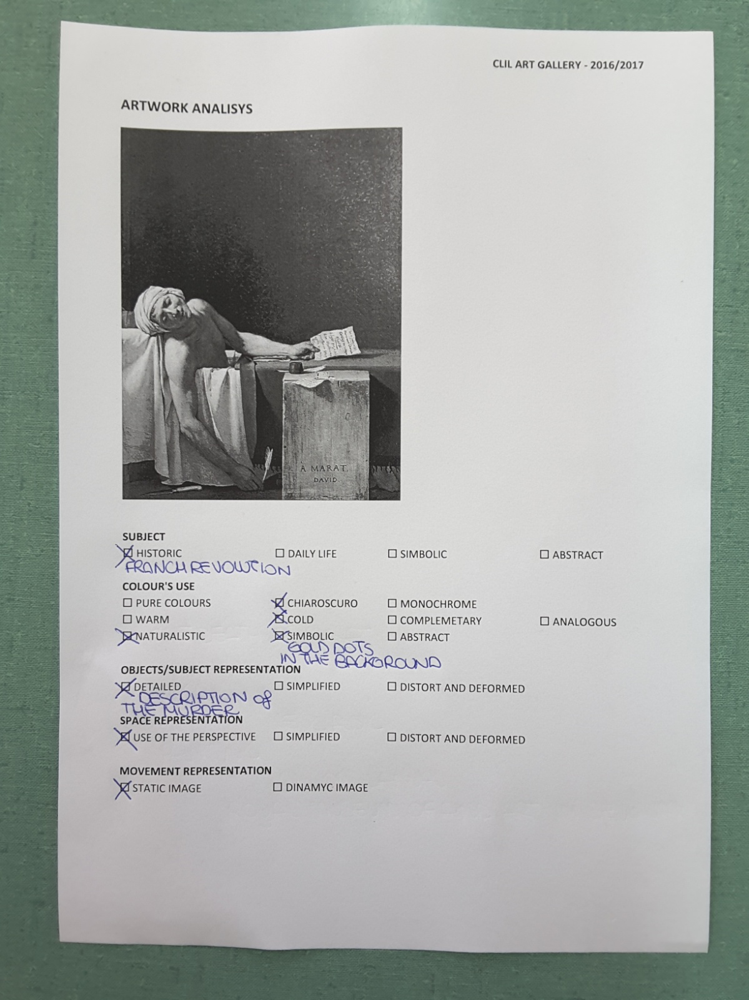 CLIL ART GALLERY - 2016/2017
ARTWORK ANALISYS
À MARAT.
DAVID.
SUBJECT
☒ HISTORIC ☐ DAILY LIFE ☐ SIMBOLIC ☐ ABSTRACT
FRANCH REVOLUTION
COLOUR'S USE
☐ PURE COLOURS ☒ CHIAROSCURO ☐ MONOCHROME
☐ WARM ☒ COLD ☐ COMPLEMETARY ☐ ANALOGOUS
☒ NATURALISTIC ☒ SIMBOLIC ☐ ABSTRACT
GOLD DOTS
IN THE BACKGROUND
OBJECTS/SUBJECT REPRESENTATION
☒ DETAILED ☐ SIMPLIFIED ☐ DISTORT AND DEFORMED
DESCRIPTION of
THE MURDER
SPACE REPRESENTATION
☒ USE OF THE PERSPECTIVE ☐ SIMPLIFIED ☐ DISTORT AND DEFORMED
MOVEMENT REPRESENTATION
☒ STATIC IMAGE ☐ DINAMYC IMAGE